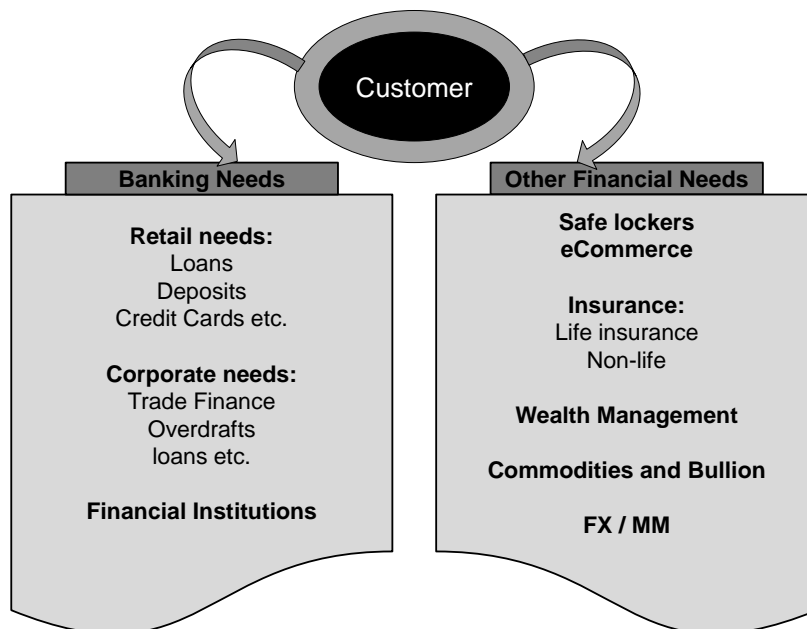 Customer
Banking Needs
Retail needs:
Loans
Deposits
Credit Cards etc.
Corporate needs:
Trade Finance
Overdrafts
loans etc.
Financial Institutions
Other Financial Needs
Safe lockers
eCommerce
Insurance:
Life insurance
Non-life
Wealth Management
Commodities and Bullion
FX / MM